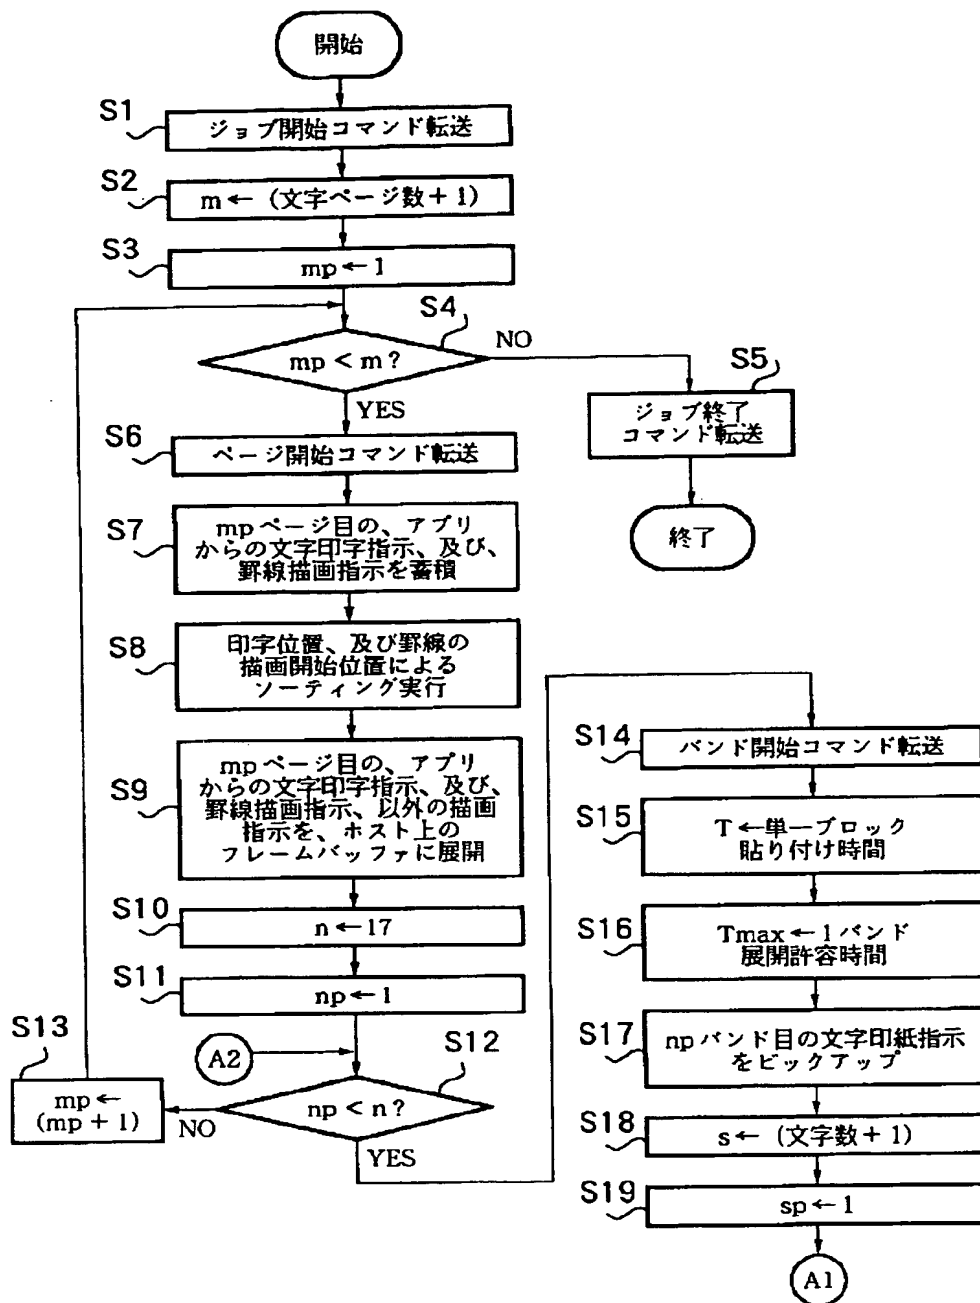 開始
S1
ジョブ開始コマンド転送
S2
m←(文字ページ数+1)
S3
mp←1
S4
mp<m?
NO
YES
S5
ジョブ終了
コマンド転送
終了
S6
ページ開始コマンド転送
S7
mpページ目の、アプリ
からの文字印字指示、及び、
罫線描画指示を蓄積
S8
印字位置、及び罫線の
描画開始位置による
ソーティング実行
S9
mpページ目の、アプリ
からの文字印字指示、及び、
罫線描画指示、以外の描画
指示を、ホスト上の
フレームバッファに展開
S10
n←17
S11
np←1
A2
S12
np<n?
NO
YES
S13
mp←
(mp+1)
S14
バンド開始コマンド転送
S15
T←単一ブロック
貼り付け時間
S16
Tmax←1バンド
展開許容時間
S17
npバンド目の文字印紙指示
をピックアップ
S18
s←(文字数+1)
S19
sp←1
A1